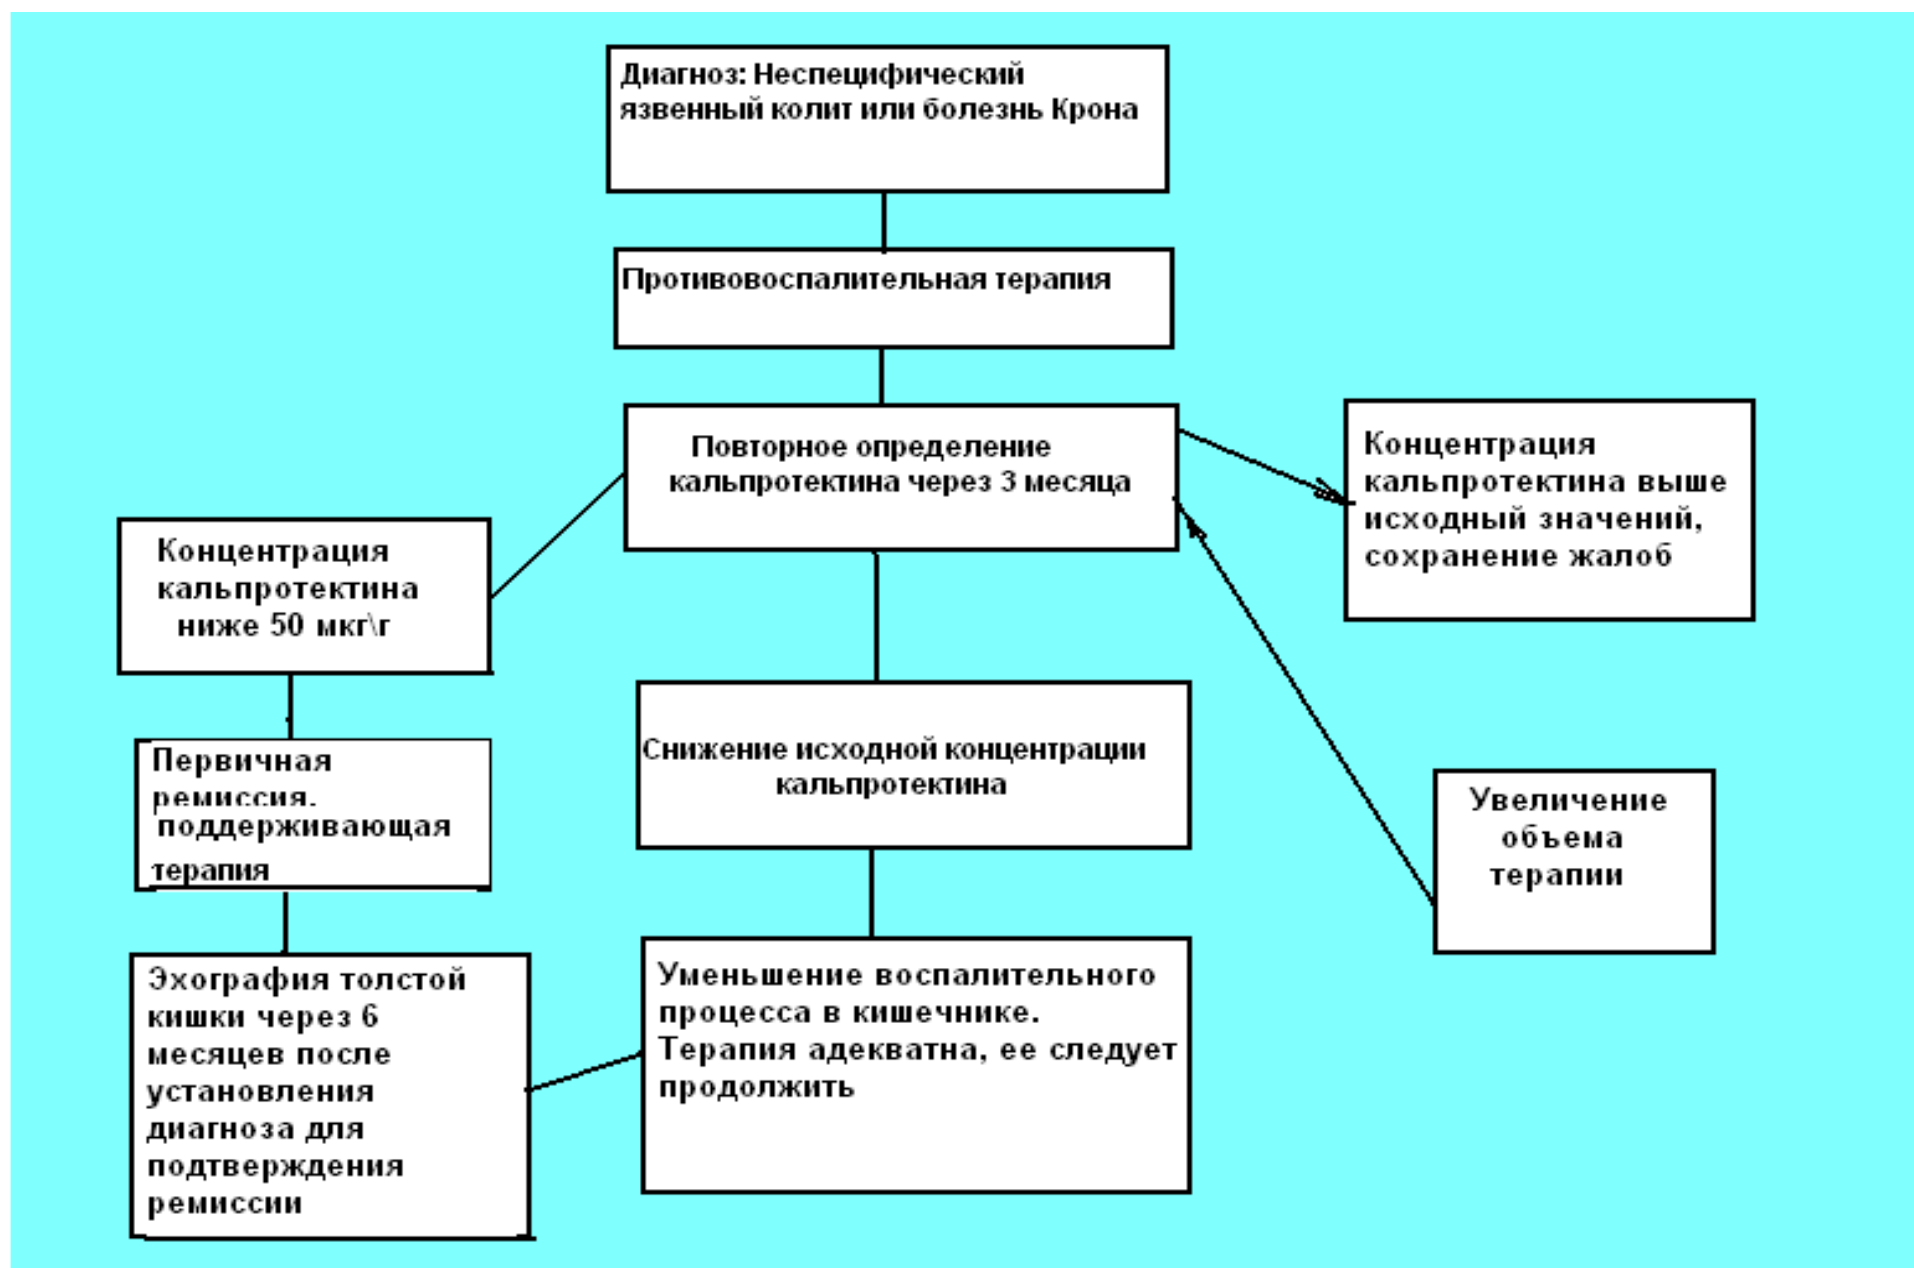 Диагноз: Неспецифический
язвенный колит или болезнь Крона
Противовоспалительная терапия
Повторное определение
кальпротектина через 3 месяца
Концентрация
кальпротектина выше
исходный значений,
сохранение жалоб
Концентрация
кальпротектина
ниже 50 мкг\г
Первичная
ремиссия.
поддерживающая
терапия
Снижение исходной концентрации
кальпротектина
Увеличение
объема
терапии
Эхография толстой
кишки через 6
месяцев после
установления
диагноза для
подтверждения
ремиссии
Уменьшение воспалительного
процесса в кишечнике.
Терапия адекватна, ее следует
продолжить